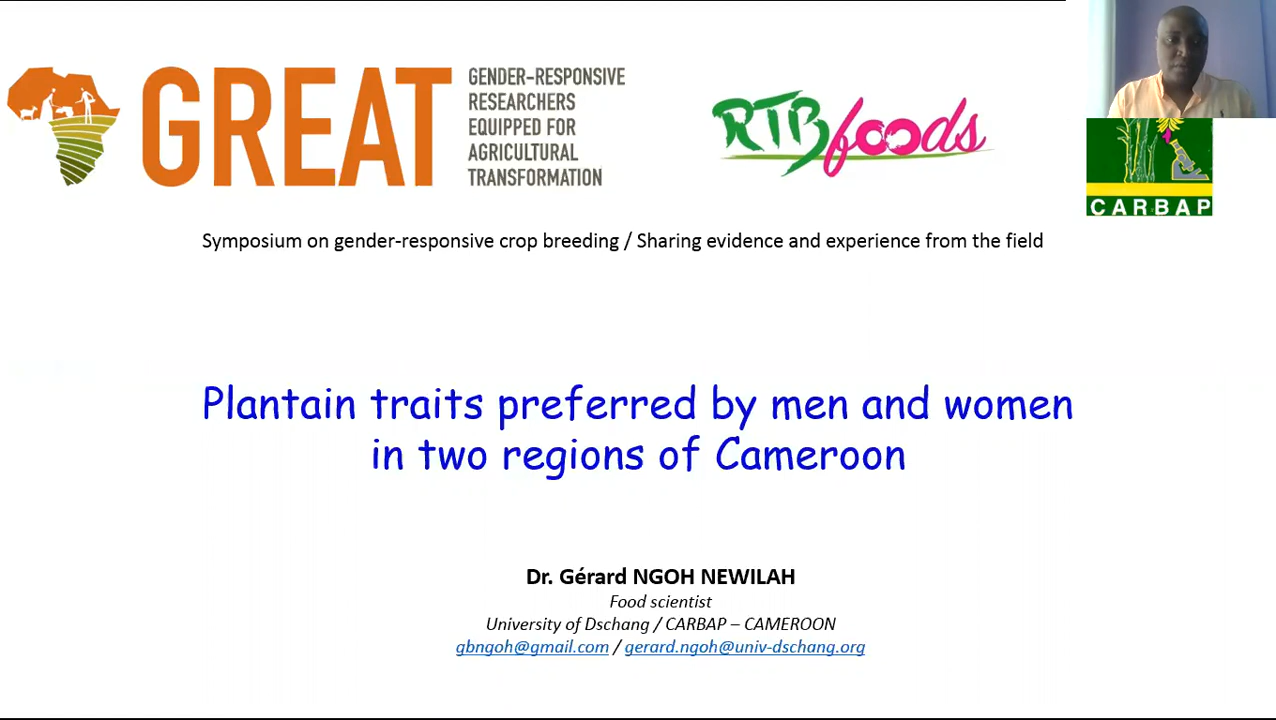 GREAT
GENDER-RESPONSIVE
RESEARCHERS
EQUIPPED FOR
AGRICULTURAL
TRANSFORMATION
RTBfoods
CARBAP
Symposium on gender-responsive crop breeding / Sharing evidence and experience from the field
Plantain traits preferred by men and women
in two regions of Cameroon
Dr. Gérard NGOH NEWILAH
Food scientist
University of Dschang / CARBAP – CAMEROON
gbngoh@gmail.com / gerard.ngoh@univ-dschang.org